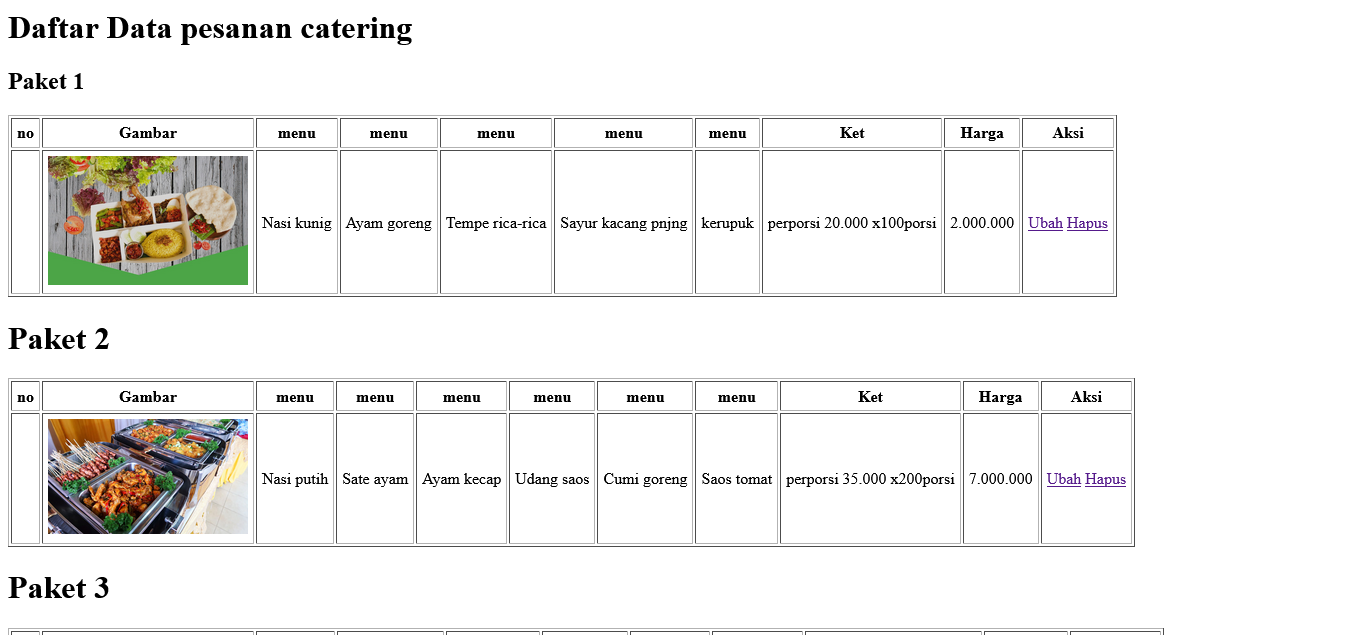 Daftar Data pesanan catering
Paket 1
no Gambar menu menu menu menu menu Ket Harga Aksi
Nasi kunig Ayam goreng Tempe rica-rica Sayur kacang pnjng kerupuk perporsi 20.000 x100porsi 2.000.000 Ubah Hapus
Paket 2
no Gambar menu menu menu menu menu menu Ket Harga Aksi
Nasi putih Sate ayam Ayam kecap Udang saos Cumi goreng Saos tomat perporsi 35.000 x200porsi 7.000.000 Ubah Hapus
Paket 3